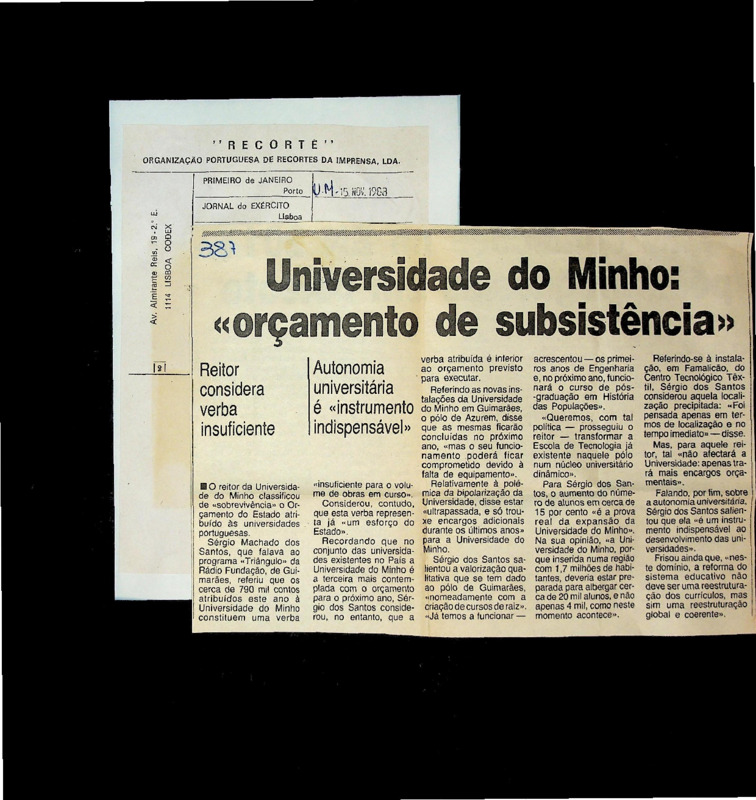 "RECORTE"
ORGANIZAÇÃO PORTUGUESA DE RECORTES DA IMPRENSA, LDA.
Av. Almirante Reis, 19-2.º E.
1114 LISBOA CODEX
PRIMEIRO de JANEIRO
Porto
U.M - 15 NOV. 1988
JORNAL do EXÉRCITO
Lisboa
387
Universidade do Minho:
«orçamento de subsistência»
Reitor
considera
verba
insuficiente
Autonomia
universitária
é «instrumento
indispensável»
O reitor da Universida-
de do Minho classificou
de «sobrevivência» o Or-
çamento do Estado atri-
buído às universidades
portuguesas.
Sérgio Machado dos
Santos, que falava ao
programa «Triângulo» da
Rádio Fundação, de Gui-
marães, referiu que os
cerca de 790 mil contos
atribuídos este ano à
Universidade do Minho
constituem uma verba
«insuficiente para o volu-
me de obras em curso».
Considerou, contudo,
que esta verba represen-
ta já «um esforço do
Estado».
Recordando que no
conjunto das universida-
des existentes no País a
Universidade do Minho é
a terceira mais contem-
plada com o orçamento
para o próximo ano, Sér-
gio dos Santos conside-
rou, no entanto, que a
verba atribuída é inferior
ao orçamento previsto
para executar.
Referindo as novas ins-
talações da Universidade
do Minho em Guimarães,
o pólo de Azurem, disse
que as mesmas ficarão
concluídas no próximo
ano, «mas o seu funcio-
namento poderá ficar
comprometido devido à
falta de equipamento».
Relativamente à polé-
mica da bipolarização da
Universidade, disse estar
«ultrapassada, e só trou-
xe encargos adicionais
durante os últimos anos»
para a Universidade do
Minho.
Sérgio dos Santos sa-
lientou a valorização qua-
litativa que se tem dado
ao pólo de Guimarães,
«nomeadamente com a
criação de cursos de raiz».
«Já temos a funcionar —
acrescentou — os primei-
ros anos de Engenharia
e, no próximo ano, funcio-
nará o curso de pós-
-graduação em História
das Populações».
«Queremos, com tal
política — prosseguiu o
reitor — transformar a
Escola de Tecnologia já
existente naquele pólo
num núcleo universitário
dinâmico».
Para Sérgio dos San-
tos, o aumento do núme-
ro de alunos em cerca de
15 por cento «é a prova
real da expansão da
Universidade do Minho».
Na sua opinião, «a Uni-
versidade do Minho, por-
que inserida numa região
com 1,7 milhões de habi-
tantes, deveria estar pre-
parada para albergar cer-
ca de 20 mil alunos, e não
apenas 4 mil, como neste
momento acontece».
Referindo-se à instala-
ção, em Famalicão, do
Centro Tecnológico Têx-
til, Sérgio dos Santos
considerou aquela locali-
zação precipitada: «Foi
pensada apenas em ter-
mos de localização e no
tempo imediato» — disse.
Mas, para aquele rei-
tor, tal «não afectará a
Universidade: apenas tra-
rá mais encargos orça-
mentais».
Falando, por fim, sobre
a autonomia universitária,
Sérgio dos Santos salien-
tou que ela «é um instru-
mento indispensável ao
desenvolvimento das uni-
versidades».
Frisou ainda que, «nes-
te domínio, a reforma do
sistema educativo não
deve ser uma reestrutura-
ção dos currículos, mas
sim uma reestruturação
global e coerente».